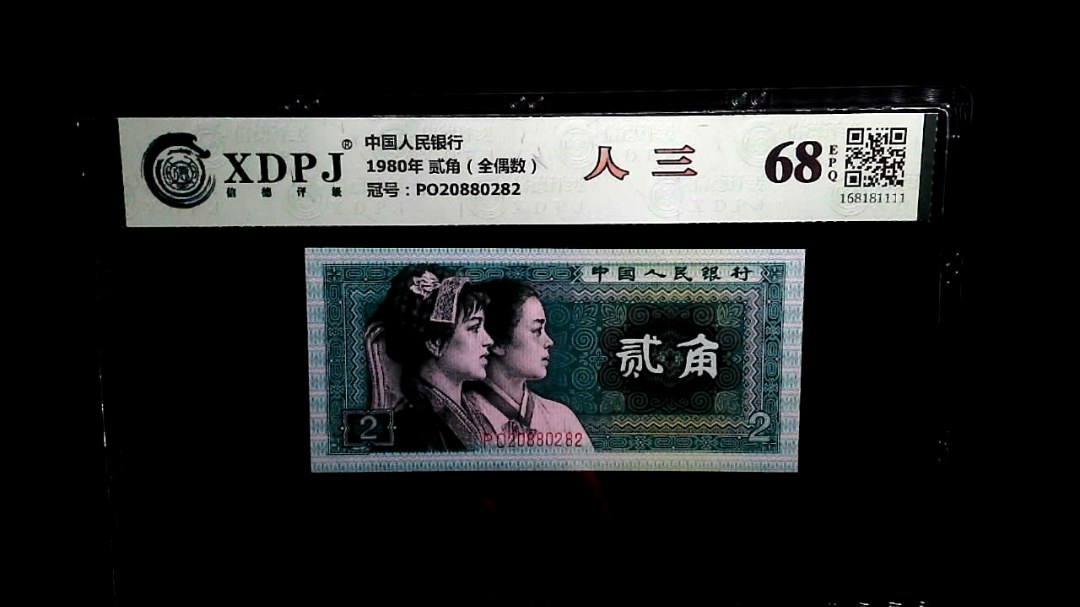 XDPJ®
信德评级
中国人民银行
1980年 贰角（全偶数）
冠号：PO20880282
人三
68
EPQ
168181111
中国人民银行
贰角
2
2
PO20880282